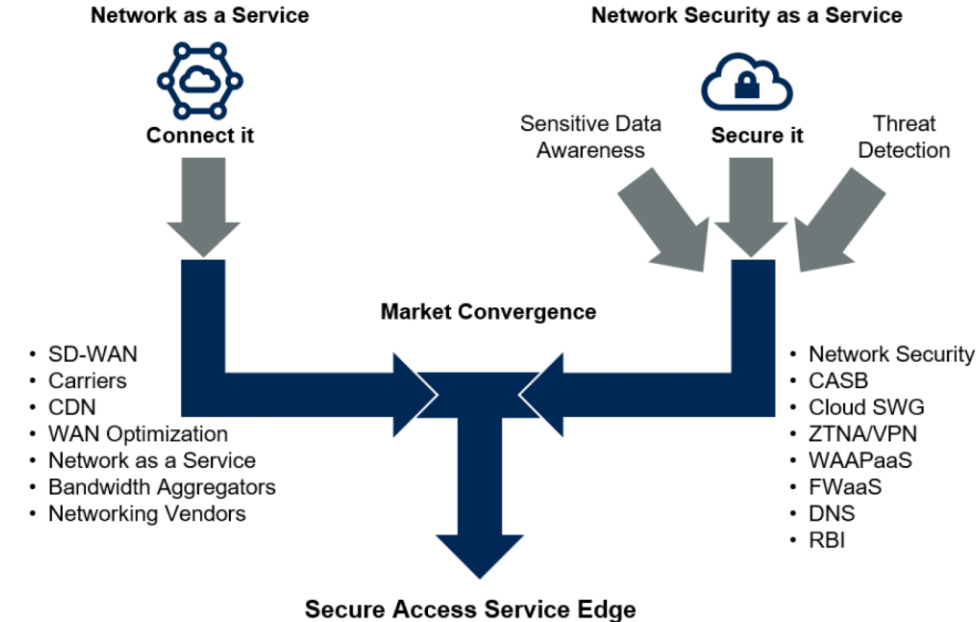 Network as a Service
Network Security as a Service
Connect it
Sensitive Data
Awareness
Secure it
Threat
Detection
Market Convergence
• SD-WAN
• Carriers
• CDN
• WAN Optimization
• Network as a Service
• Bandwidth Aggregators
• Networking Vendors
• Network Security
• CASB
• Cloud SWG
• ZTNA/VPN
• WAAPaaS
• FWaaS
• DNS
• RBI
Secure Access Service Edge